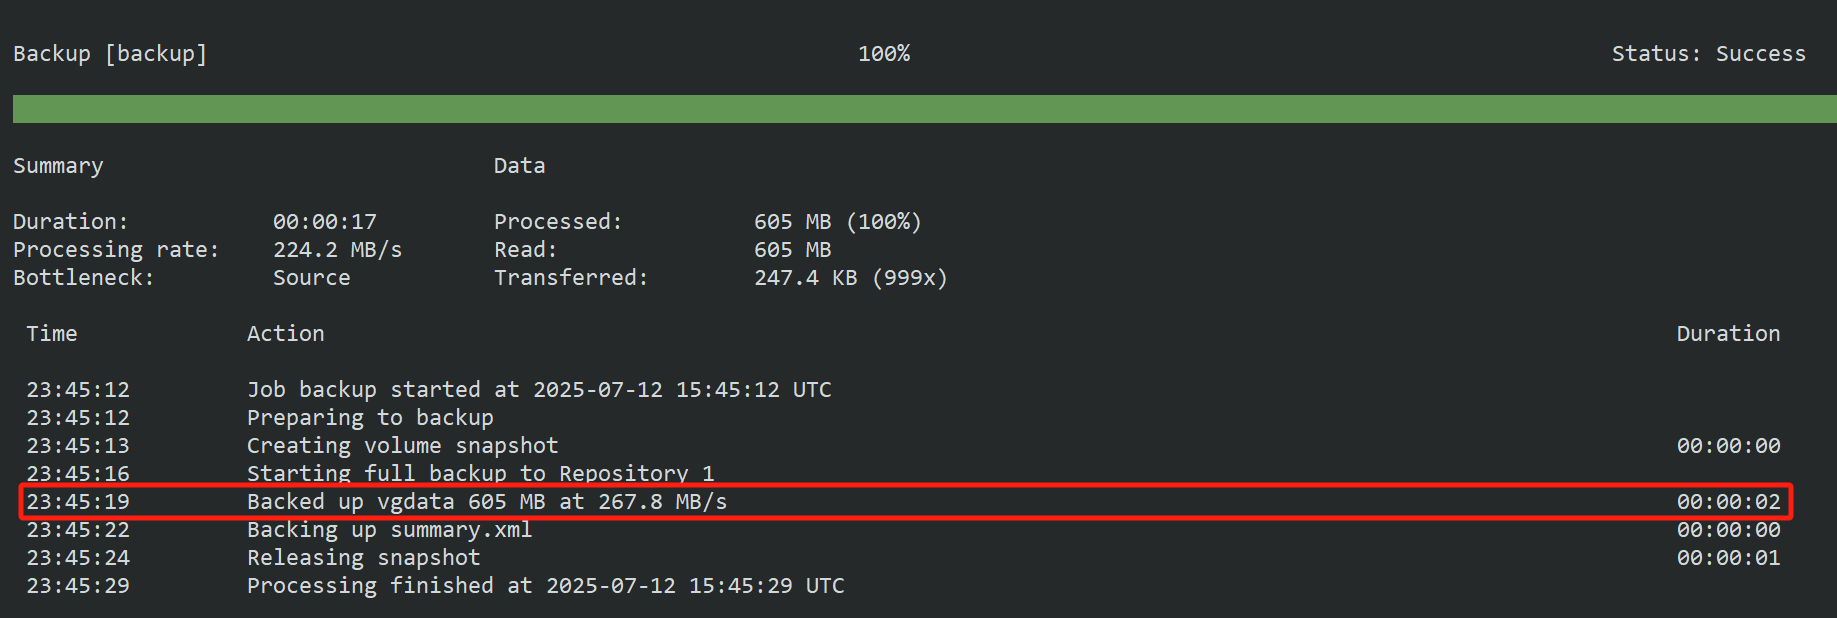 Backup [backup] 100% Status: Success
Summary Data
Duration: 00:00:17 Processed: 605 MB (100%)
Processing rate: 224.2 MB/s Read: 605 MB
Bottleneck: Source Transferred: 247.4 KB (999x)
Time Action Duration
23:45:12 Job backup started at 2025-07-12 15:45:12 UTC
23:45:12 Preparing to backup
23:45:13 Creating volume snapshot 00:00:00
23:45:16 Starting full backup to Repository 1
23:45:19 Backed up vgdata 605 MB at 267.8 MB/s 00:00:02
23:45:22 Backing up summary.xml 00:00:00
23:45:24 Releasing snapshot 00:00:01
23:45:29 Processing finished at 2025-07-12 15:45:29 UTC